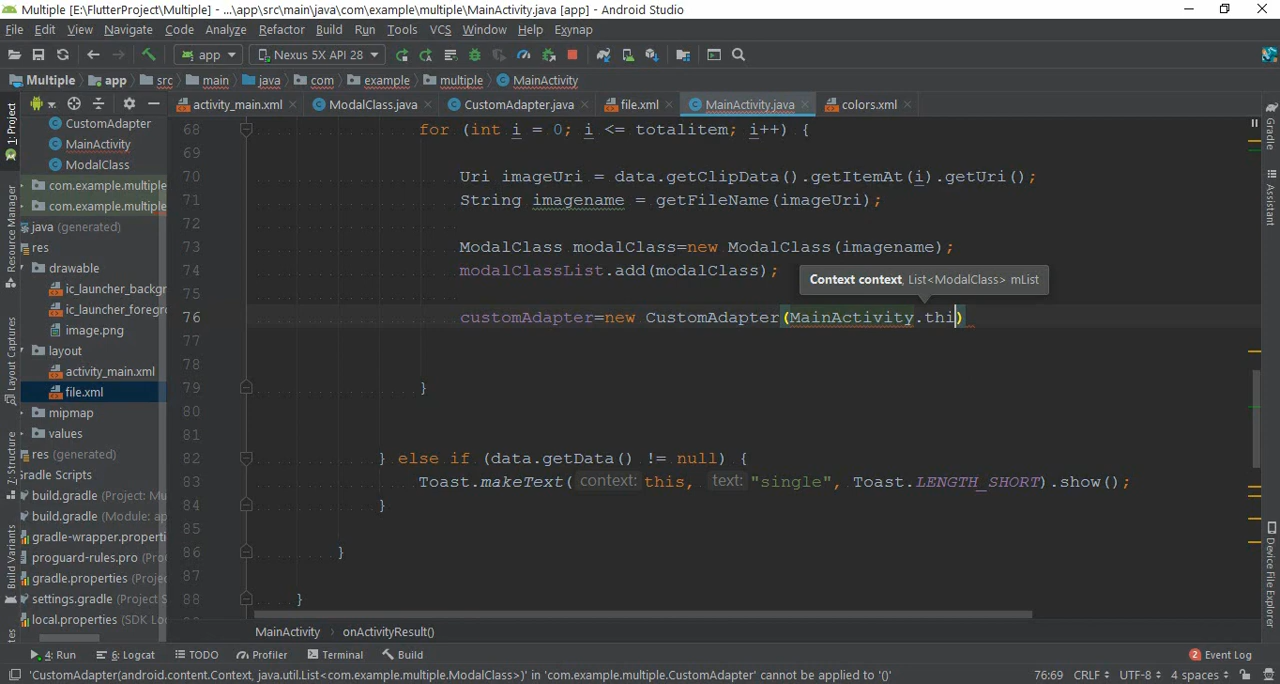 Multiple [E:\FlutterProject\Multiple] - ...\app\src\main\java\com\example\multiple\MainActivity.java [app] - Android Studio
File Edit View Navigate Code Analyze Refactor Build Run Tools VCS Window Help Exynap
app Nexus 5X API 28
Multiple app src main java com example multiple MainActivity
activity_main.xml ModalClass.java CustomAdapter.java file.xml MainActivity.java colors.xml
1: Project
Resource Manager
Layout Captures
Z: Structure
Build Variants
CustomAdapter
MainActivity
ModalClass
com.example.multiple
com.example.multiple
java (generated)
res
drawable
ic_launcher_backgr
ic_launcher_foregro
image.png
layout
activity_main.xml
file.xml
mipmap
values
res (generated)
Gradle Scripts
build.gradle (Project: Mu
build.gradle (Module: ap
gradle-wrapper.properti
proguard-rules.pro (Pro
gradle.properties (Projec
settings.gradle (Project S
local.properties (SDK Lo
68 for (int i = 0; i <= totalitem; i++) {
69
70 Uri imageUri = data.getClipData().getItemAt(i).getUri();
71 String imagename = getFileName(imageUri);
72
73 ModalClass modalClass=new ModalClass(imagename);
74 modalClassList.add(modalClass);
Context context, List<ModalClass> mList
75
76 customAdapter=new CustomAdapter(MainActivity.thi)
77
78
79 }
80
81
82 } else if (data.getData() != null) {
83 Toast.makeText( context: this, text: "single", Toast.LENGTH_SHORT).show();
84 }
85
86 }
87
88 }
MainActivity onActivityResult()
Gradle
Assistant
Device File Explorer
4: Run 6: Logcat TODO Profiler Terminal Build 2 Event Log
'CustomAdapter(android.content.Context, java.util.List<com.example.multiple.ModalClass>)' in 'com.example.multiple.CustomAdapter' cannot be applied to '()' 76:69 CRLF UTF-8 4 spaces